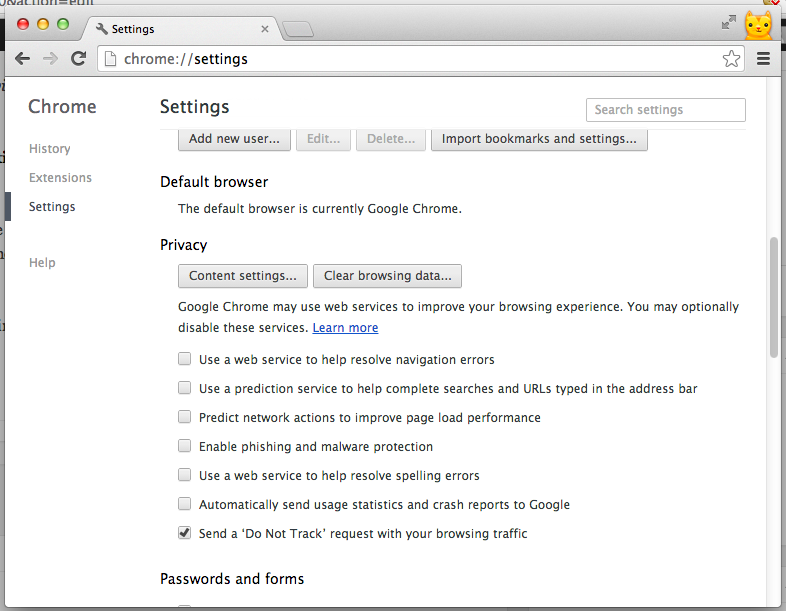 &action=edit
Settings
chrome://settings
Chrome
Settings
Search settings
History
Extensions
Settings
Help
Add new user...
Edit...
Delete...
Import bookmarks and settings...
Default browser
The default browser is currently Google Chrome.
Privacy
Content settings...
Clear browsing data...
Google Chrome may use web services to improve your browsing experience. You may optionally
disable these services. Learn more
Use a web service to help resolve navigation errors
Use a prediction service to help complete searches and URLs typed in the address bar
Predict network actions to improve page load performance
Enable phishing and malware protection
Use a web service to help resolve spelling errors
Automatically send usage statistics and crash reports to Google
Send a 'Do Not Track' request with your browsing traffic
Passwords and forms